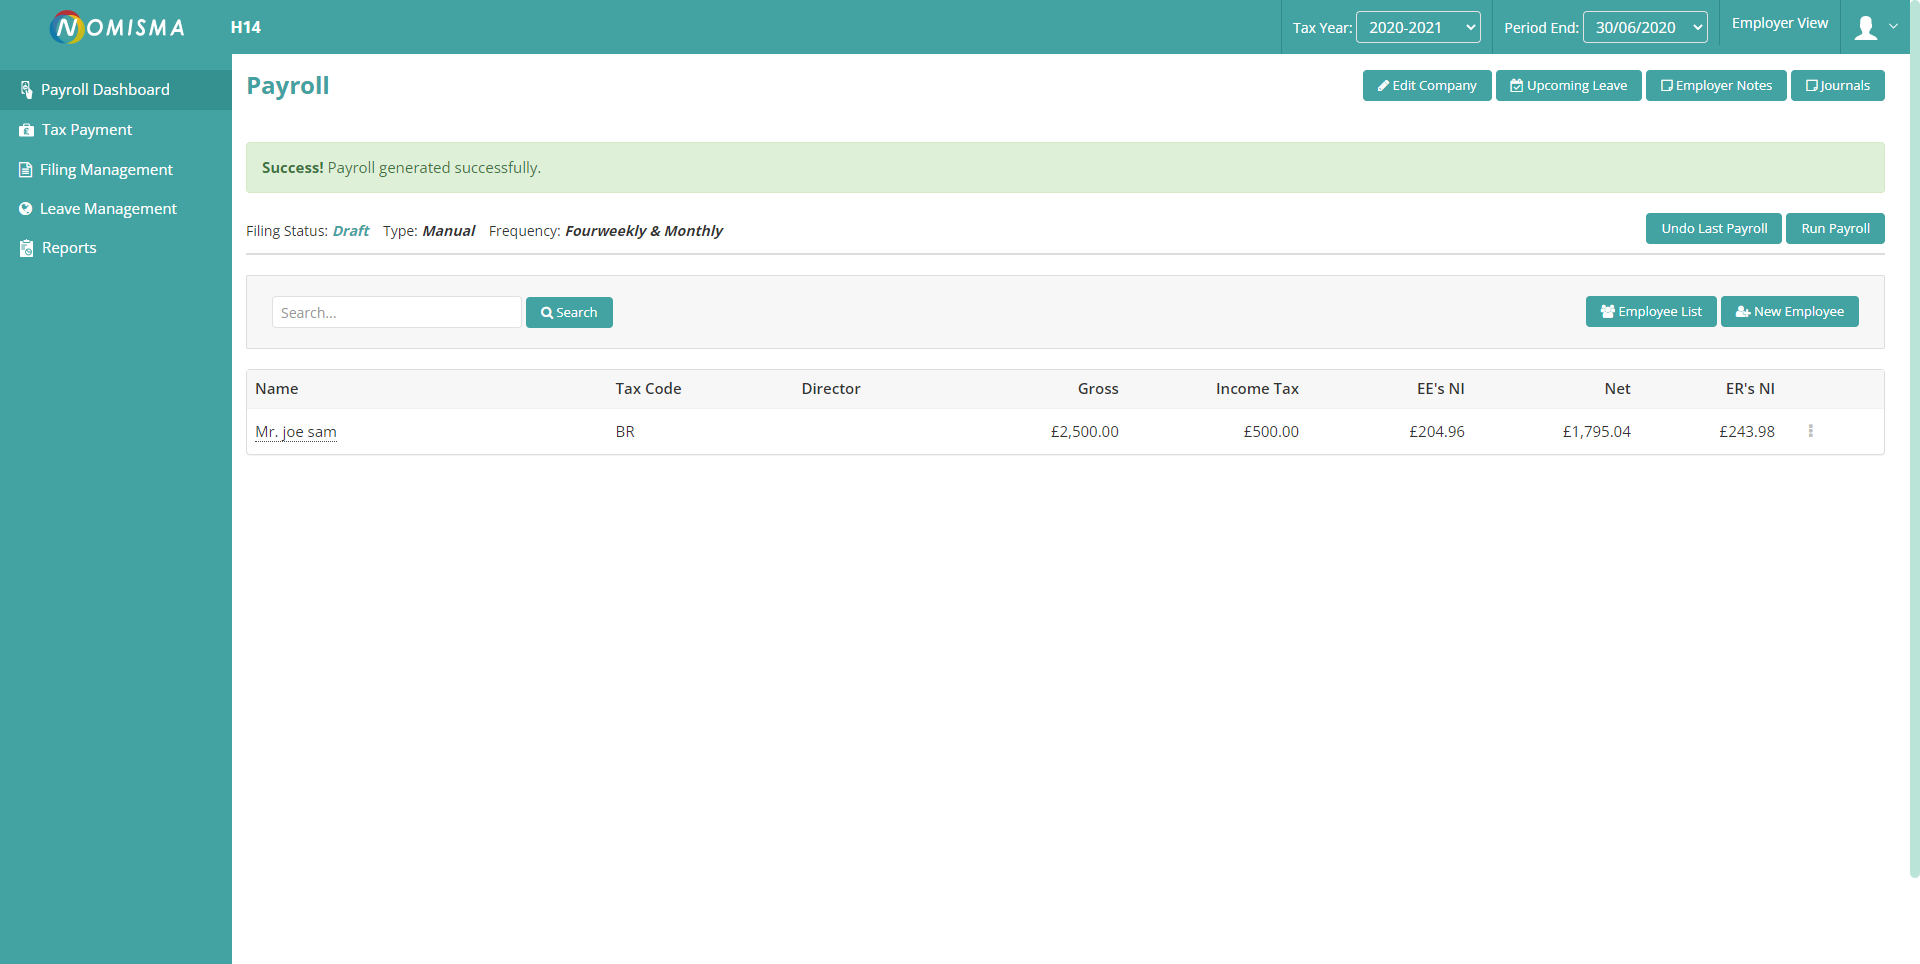 NOMISMA H14 Tax Year: 2020-2021 Period End: 30/06/2020 Employer View
Payroll Dashboard
Tax Payment
Filing Management
Leave Management
Reports
Payroll Edit Company Upcoming Leave Employer Notes Journals
Success! Payroll generated successfully.
Filing Status: Draft Type: Manual Frequency: Fourweekly & Monthly Undo Last Payroll Run Payroll
Search... Search Employee List New Employee
Name Tax Code Director Gross Income Tax EE's NI Net ER's NI
Mr. joe sam BR £2,500.00 £500.00 £204.96 £1,795.04 £243.98